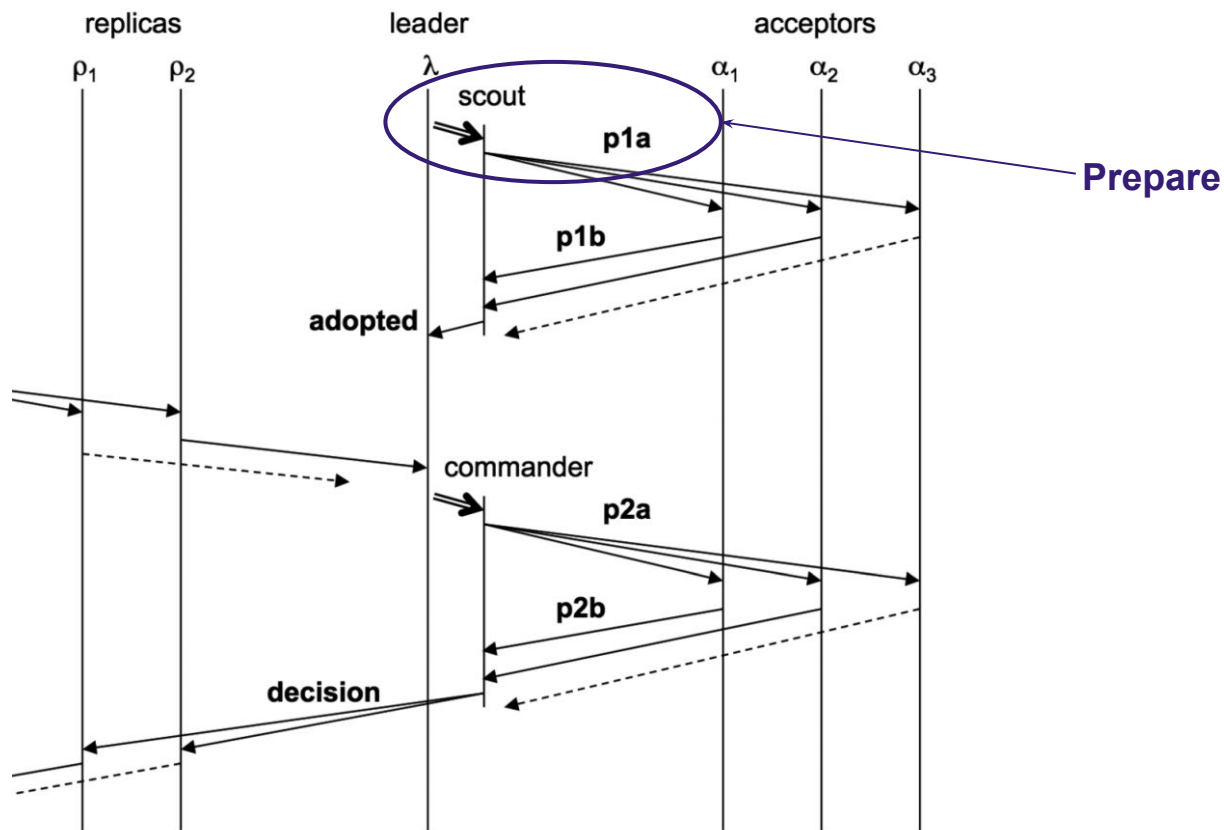 replicas leader acceptors
ρ₁ ρ₂ λ α₁ α₂ α₃
scout
p1a
Prepare
p1b
adopted
commander
p2a
p2b
decision